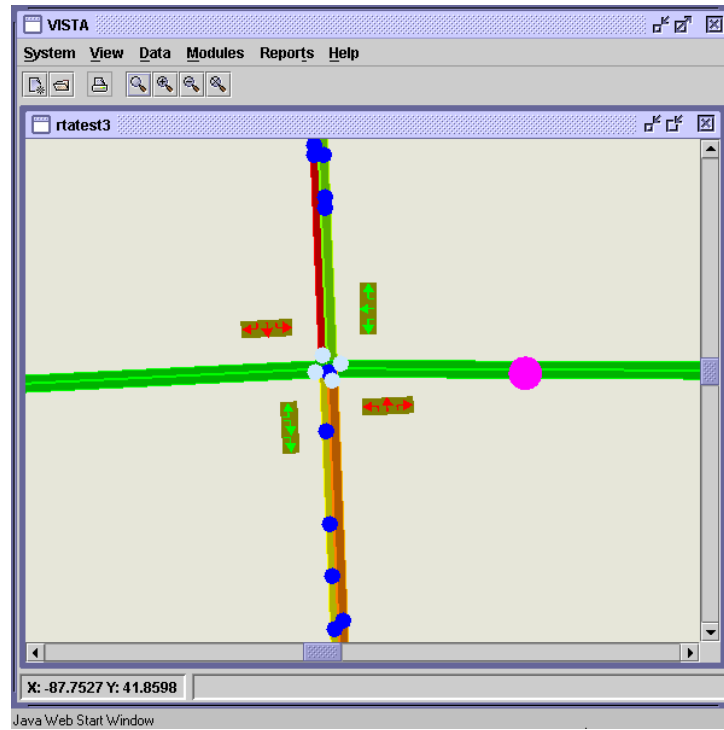 VISTA
System View Data Modules Reports Help
rtatest3
X: -87.7527 Y: 41.8598
Java Web Start Window